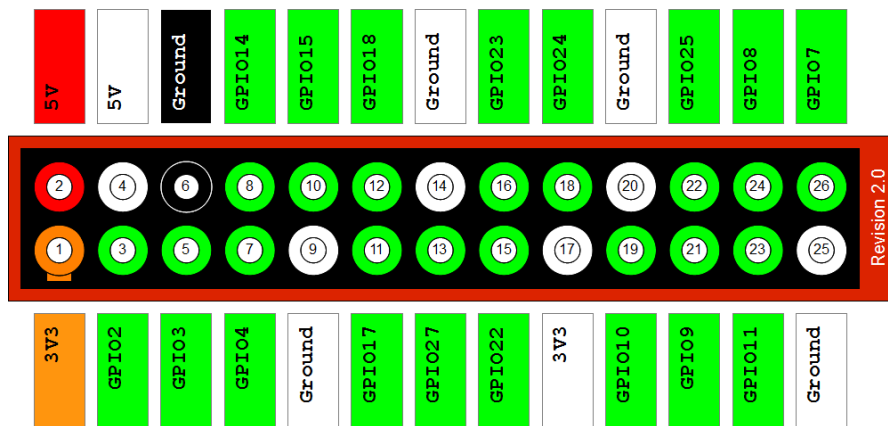 5V
5V
Ground
GPIO14
GPIO15
GPIO18
Ground
GPIO23
GPIO24
Ground
GPIO25
GPIO8
GPIO7
2 4 6 8 10 12 14 16 18 20 22 24 26
1 3 5 7 9 11 13 15 17 19 21 23 25
Revision 2.0
3V3
GPIO2
GPIO3
GPIO4
Ground
GPIO17
GPIO27
GPIO22
3V3
GPIO10
GPIO9
GPIO11
Ground